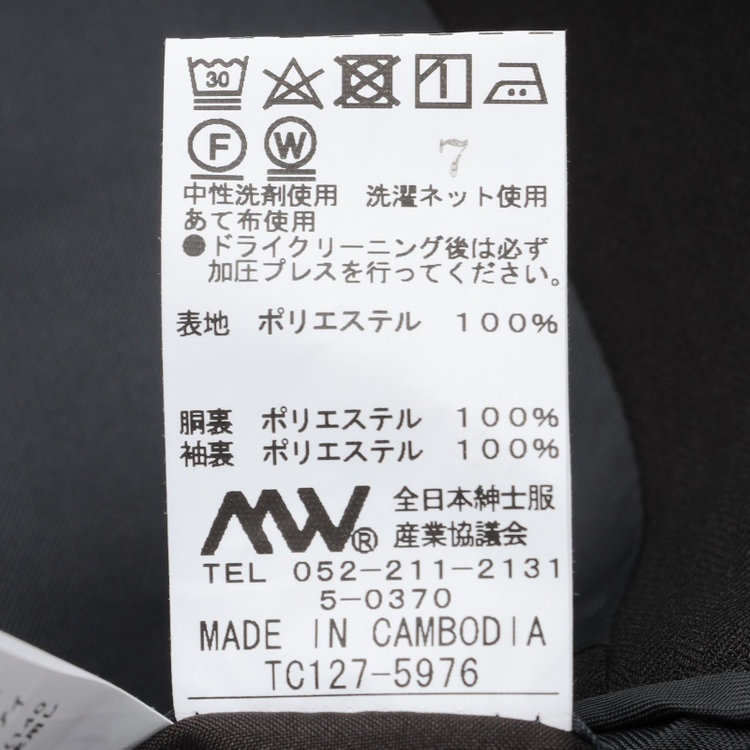 30
F W 7
中性洗剤使用 洗濯ネット使用
あて布使用
●ドライクリーニング後は必ず
加圧プレスを行ってください。
表地 ポリエステル 100%
胴裏 ポリエステル 100%
袖裏 ポリエステル 100%
MW® 全日本紳士服
産業協議会
TEL 052-211-2131
5-0370
MADE IN CAMBODIA
TC127-5976